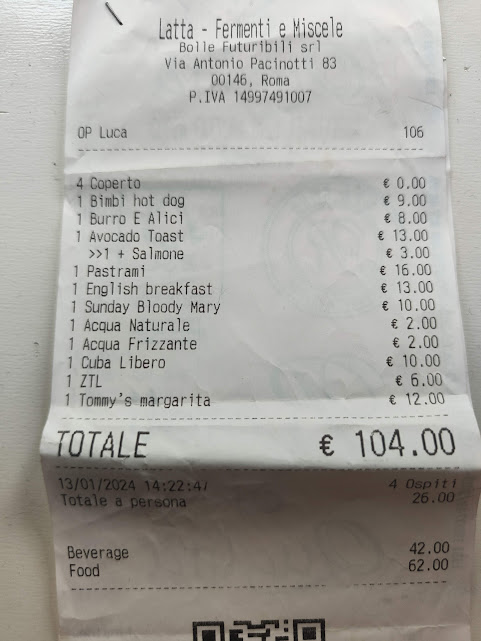 Latta - Fermenti e Miscele
Bolle Futuribili srl
Via Antonio Pacinotti 83
00146, Roma
P.IVA 14997491007
OP Luca 106
4 Coperto € 0.00
1 Bimbi hot dog € 9.00
1 Burro E Alici € 8.00
1 Avocado Toast € 13.00
>>1 + Salmone € 3.00
1 Pastrami € 16.00
1 English breakfast € 13.00
1 Sunday Bloody Mary € 10.00
1 Acqua Naturale € 2.00
1 Acqua Frizzante € 2.00
1 Cuba Libero € 10.00
1 ZTL € 6.00
1 Tommy's margarita € 12.00
TOTALE € 104.00
13/01/2024 14:22:47 4 Ospiti
Totale a persona 26.00
Beverage 42.00
Food 62.00